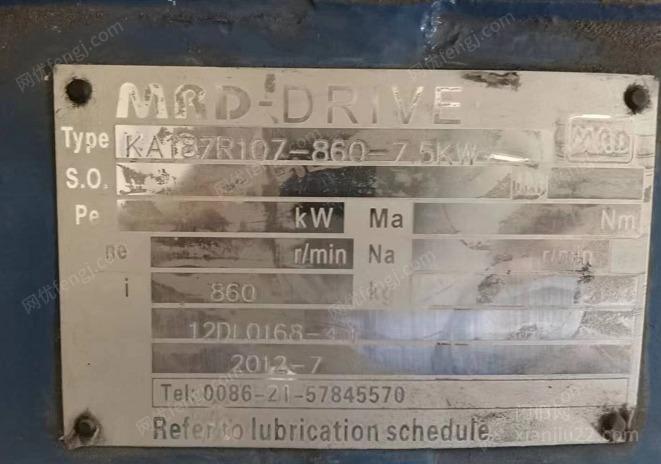 MRD-DRIVE
Type KA187R107-860-7.5KW MRD
S.O.
Pe kW Ma Nm
ne r/min Na r/min
i 860 kg
12DL0168-
2012-7
Tel: 0086-21-57845570
Refer to lubrication schedule